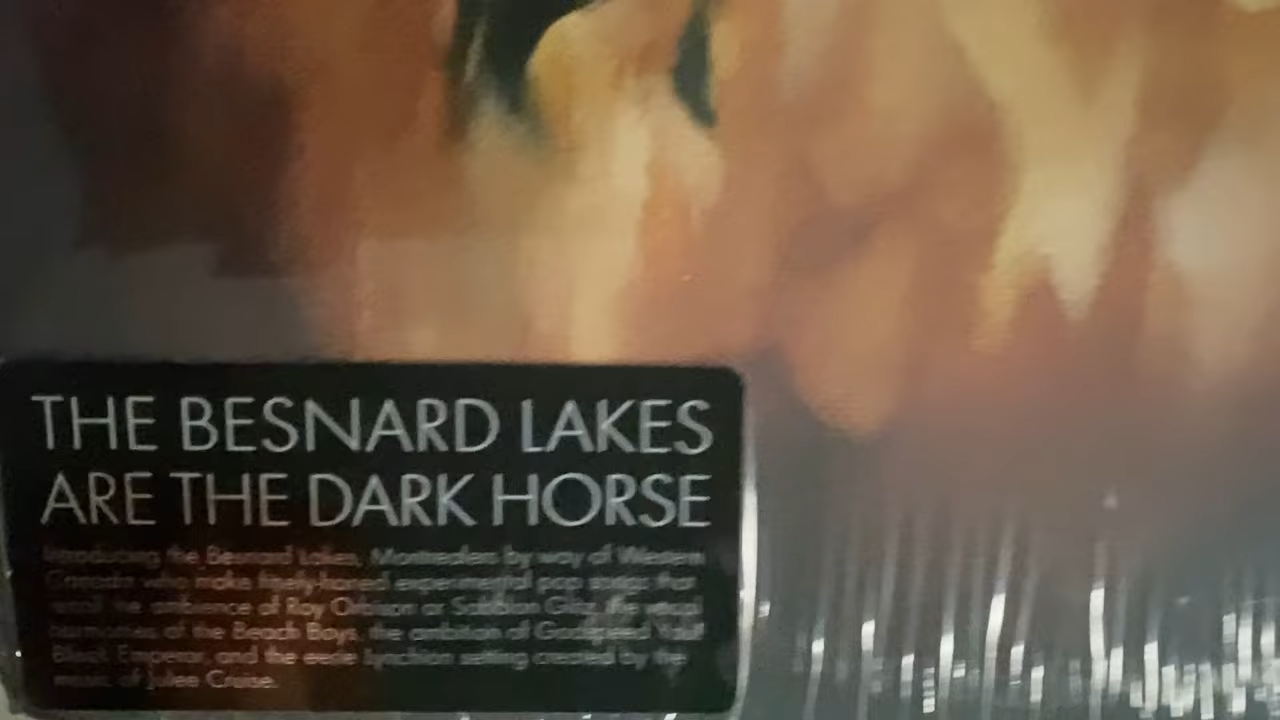 THE BESNARD LAKES
ARE THE DARK HORSE
Introducing the Besnard Lakes, Montrealers by way of Western
Canada who make finely-honed experimental pop songs that
the ambience of Roy Orbison or the vocal
harmonies of the Beach Boys, the ambition of Godspeed You!
Black Emperor, and the eerie Lynchian setting created by the
music of Julee Cruise.